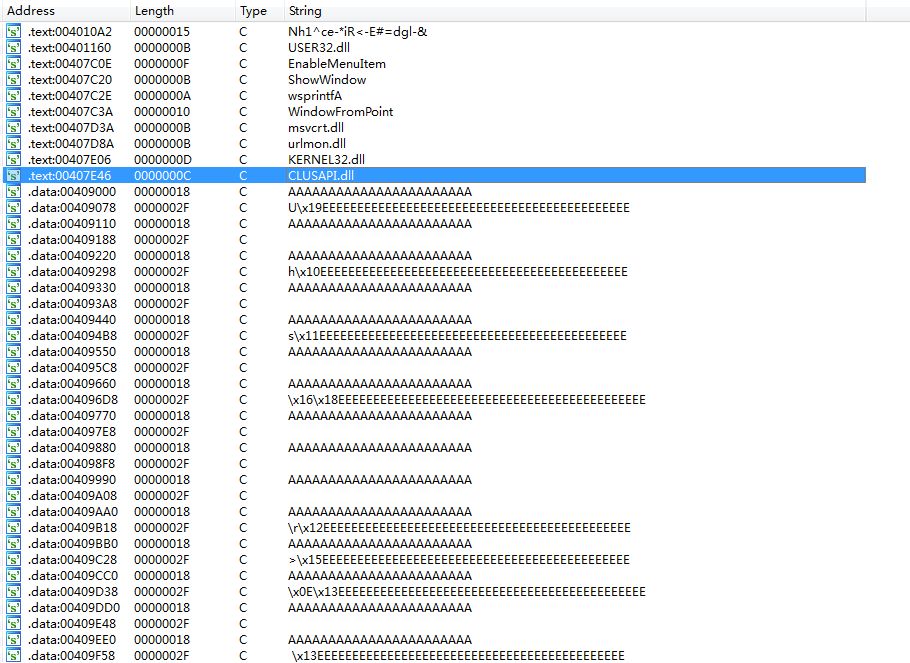 Address Length Type String
.text:004010A2 00000015 C Nh1^ce-*iR<-E#=dgl-&
.text:00401160 0000000B C USER32.dll
.text:00407C0E 0000000F C EnableMenuItem
.text:00407C20 0000000B C ShowWindow
.text:00407C2E 0000000A C wsprintfA
.text:00407C3A 00000010 C WindowFromPoint
.text:00407D3A 0000000B C msvcrt.dll
.text:00407D8A 0000000B C urlmon.dll
.text:00407E06 0000000D C KERNEL32.dll
.text:00407E46 0000000C C CLUSAPI.dll
.data:00409000 00000018 C AAAAAAAAAAAAAAAAAAAAAAA
.data:00409078 0000002F C U\x19EEEEEEEEEEEEEEEEEEEEEEEEEEEEEEEEEEEEEEEEEEEE
.data:00409110 00000018 C AAAAAAAAAAAAAAAAAAAAAAA
.data:00409188 0000002F C
.data:00409220 00000018 C AAAAAAAAAAAAAAAAAAAAAAA
.data:00409298 0000002F C h\x10EEEEEEEEEEEEEEEEEEEEEEEEEEEEEEEEEEEEEEEEEEEE
.data:00409330 00000018 C AAAAAAAAAAAAAAAAAAAAAAA
.data:004093A8 0000002F C
.data:00409440 00000018 C AAAAAAAAAAAAAAAAAAAAAAA
.data:004094B8 0000002F C s\x11EEEEEEEEEEEEEEEEEEEEEEEEEEEEEEEEEEEEEEEEEEEE
.data:00409550 00000018 C AAAAAAAAAAAAAAAAAAAAAAA
.data:004095C8 0000002F C
.data:00409660 00000018 C AAAAAAAAAAAAAAAAAAAAAAA
.data:004096D8 0000002F C \x16\x18EEEEEEEEEEEEEEEEEEEEEEEEEEEEEEEEEEEEEEEEEEEE
.data:00409770 00000018 C AAAAAAAAAAAAAAAAAAAAAAA
.data:004097E8 0000002F C
.data:00409880 00000018 C AAAAAAAAAAAAAAAAAAAAAAA
.data:004098F8 0000002F C
.data:00409990 00000018 C AAAAAAAAAAAAAAAAAAAAAAA
.data:00409A08 0000002F C
.data:00409AA0 00000018 C AAAAAAAAAAAAAAAAAAAAAAA
.data:00409B18 0000002F C \r\x12EEEEEEEEEEEEEEEEEEEEEEEEEEEEEEEEEEEEEEEEEEEE
.data:00409BB0 00000018 C AAAAAAAAAAAAAAAAAAAAAAA
.data:00409C28 0000002F C >\x15EEEEEEEEEEEEEEEEEEEEEEEEEEEEEEEEEEEEEEEEEEEE
.data:00409CC0 00000018 C AAAAAAAAAAAAAAAAAAAAAAA
.data:00409D38 0000002F C \x0E\x13EEEEEEEEEEEEEEEEEEEEEEEEEEEEEEEEEEEEEEEEEEEE
.data:00409DD0 00000018 C AAAAAAAAAAAAAAAAAAAAAAA
.data:00409E48 0000002F C
.data:00409EE0 00000018 C AAAAAAAAAAAAAAAAAAAAAAA
.data:00409F58 0000002F C  \x13EEEEEEEEEEEEEEEEEEEEEEEEEEEEEEEEEEEEEEEEEEEE